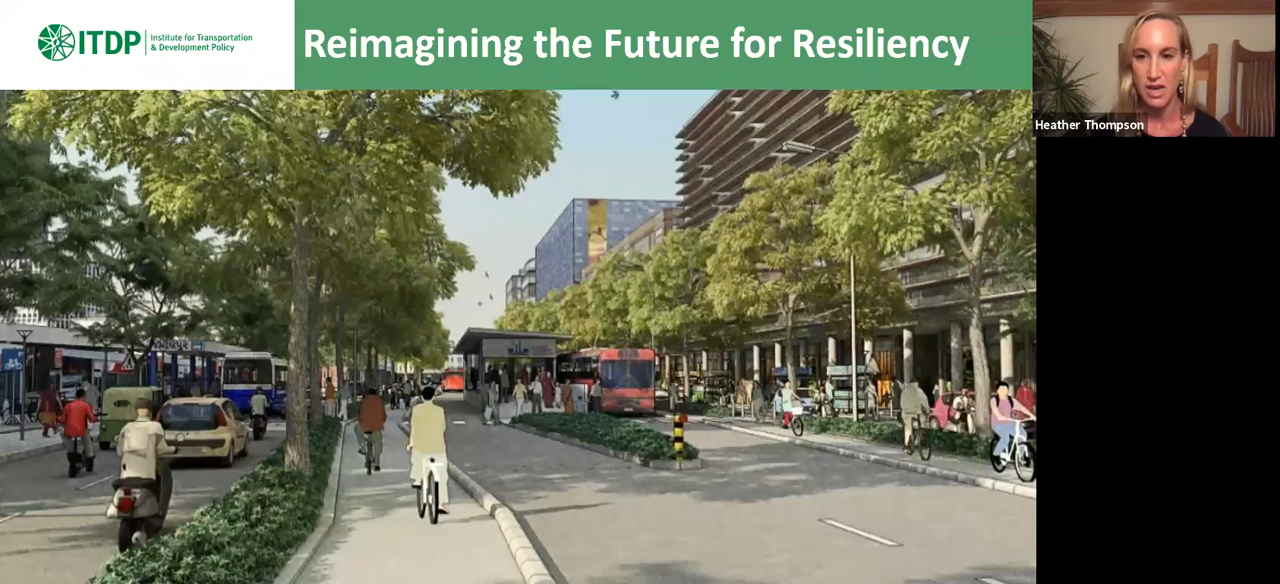 ITDP
Institute for Transportation
& Development Policy
Reimagining the Future for Resiliency
Heather Thompson